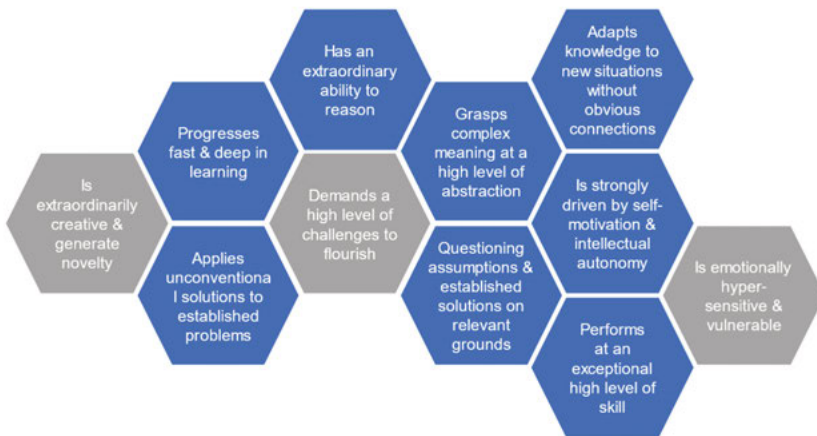 Is
extraordinarily
creative &
generate
novelty
Progresses
fast & deep in
learning
Applies
unconventiona
l solutions to
established
problems
Has an
extraordinary
ability to
reason
Demands a
high level of
challenges to
flourish
Grasps
complex
meaning at a
high level of
abstraction
Questioning
assumptions &
established
solutions on
relevant
grounds
Adapts
knowledge to
new situations
without
obvious
connections
Is strongly
driven by self-
motivation &
intellectual
autonomy
Performs
at an
exceptional
high level of
skill
Is emotionally
hyper-
sensitive &
vulnerable